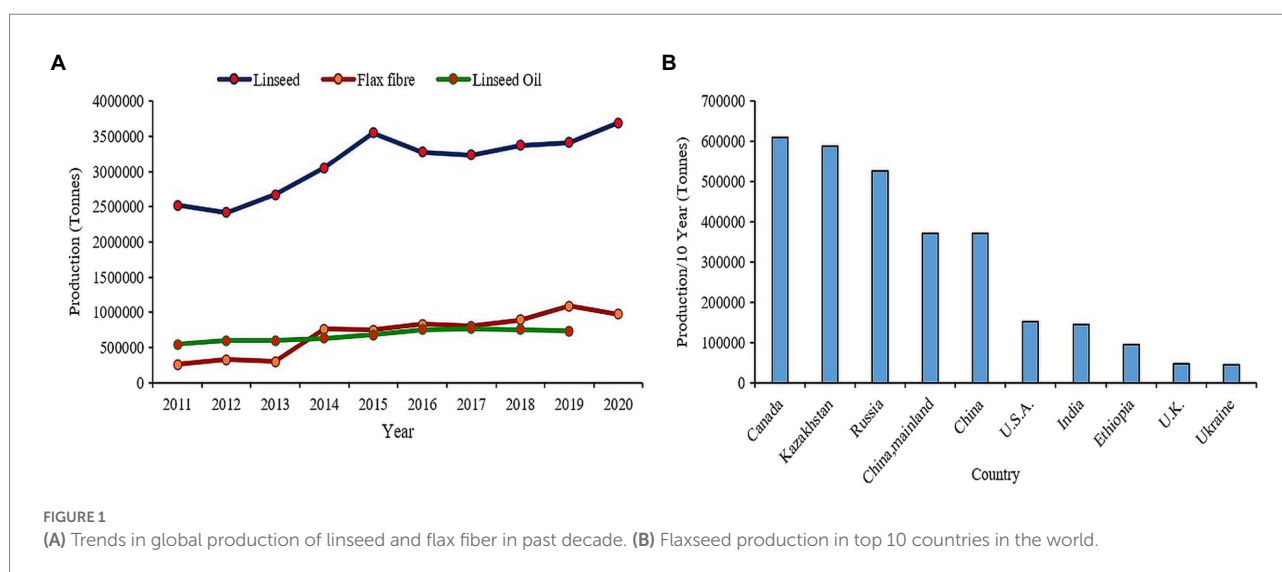 A
Linseed Flax fibre Linseed Oil
4000000
3500000
3000000
2500000
2000000
1500000
1000000
500000
0
Production (Tonnes)
2011 2012 2013 2014 2015 2016 2017 2018 2019 2020
Year
B
700000
600000
500000
400000
300000
200000
100000
0
Production/10 Year (Tonnes)
Canada
Kazakhstan
Russia
China,mainland
China
U.S.A.
India
Ethiopia
U.K.
Ukraine
Country
FIGURE 1
(A) Trends in global production of linseed and flax fiber in past decade. (B) Flaxseed production in top 10 countries in the world.